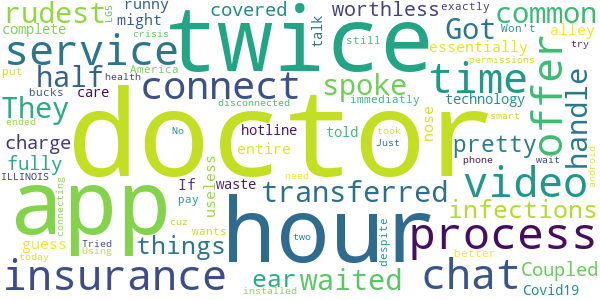 rudest
runny
might
covered
twice
worthless
exactly
Got
common
LGS
complete
crisis
talk
still
alley
service
America
Won't
try
put
essentially
permissions
bucks
health
half
connect
spoke
time
offer
handle
They
care
disconnected
immediatly
technology
No
hotline
told
nose
android
charge
ended
If
entire
pretty
doctor
took
Just
phone
wait
smart
fully
ILLINOIS
waste
useless
pay
need
app
connecting
cuz
transferred
video
guess
wants
two
hour
despite
infections
today
things
better
process
Tried
using
insurance
ear
waited
chat
Coupled
installed
Covid19